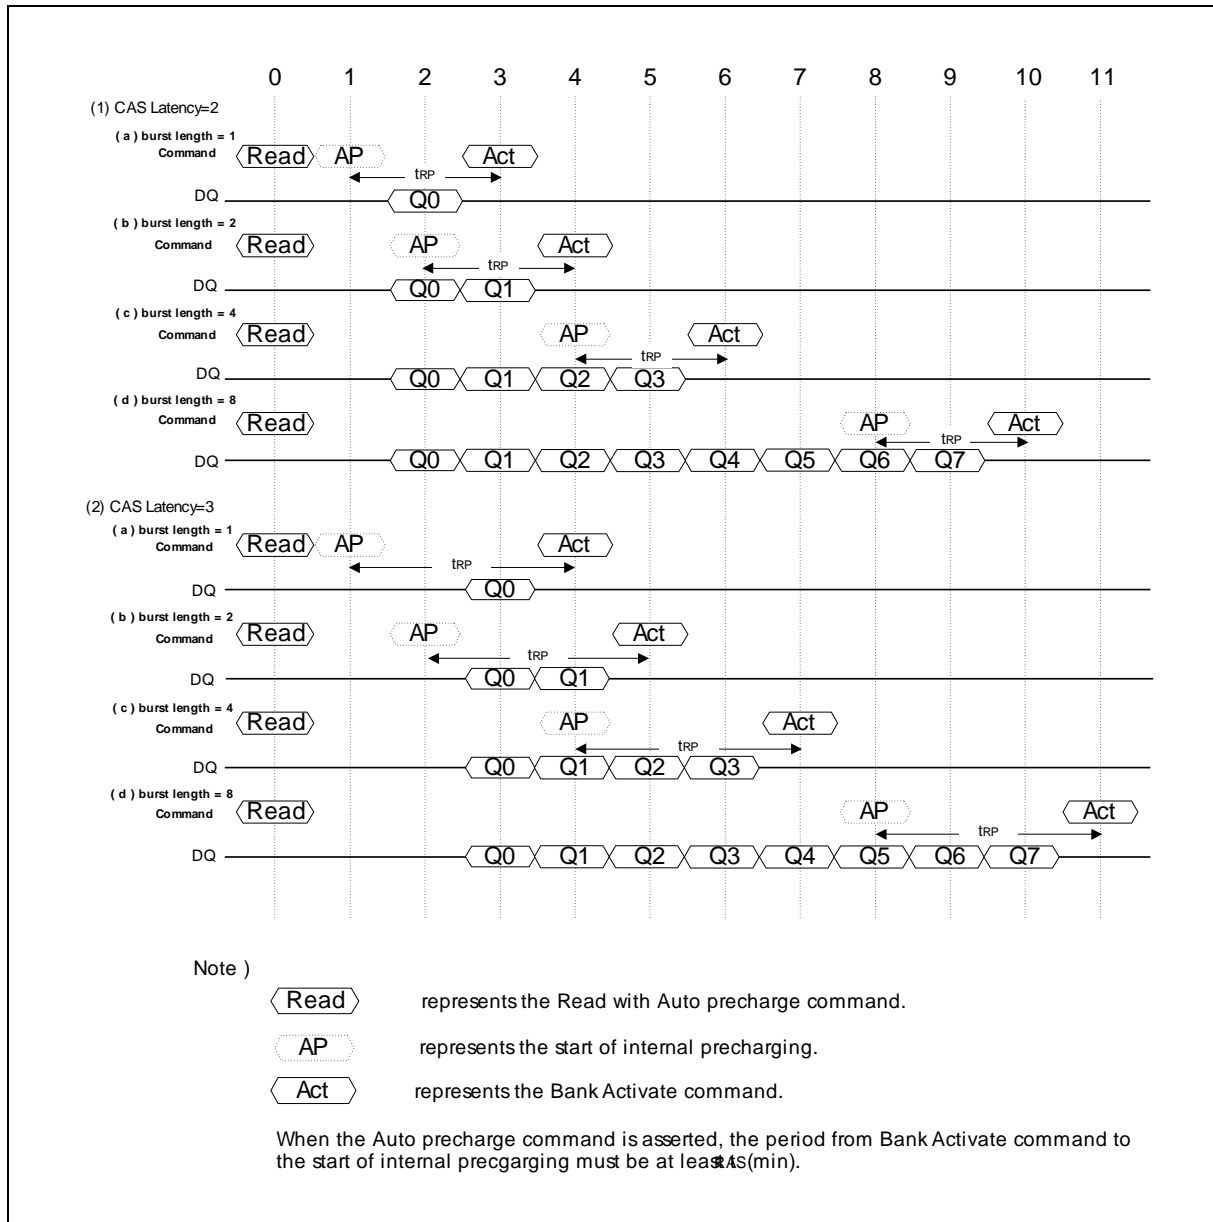 0 1 2 3 4 5 6 7 8 9 10 11
(1) CAS Latency=2
( a ) burst length = 1
Command Read AP Act
tRP
DQ Q0
( b ) burst length = 2
Command Read AP Act
tRP
DQ Q0 Q1
( c ) burst length = 4
Command Read AP Act
tRP
DQ Q0 Q1 Q2 Q3
( d ) burst length = 8
Command Read AP Act
tRP
DQ Q0 Q1 Q2 Q3 Q4 Q5 Q6 Q7
(2) CAS Latency=3
( a ) burst length = 1
Command Read AP Act
tRP
DQ Q0
( b ) burst length = 2
Command Read AP Act
tRP
DQ Q0 Q1
( c ) burst length = 4
Command Read AP Act
tRP
DQ Q0 Q1 Q2 Q3
( d ) burst length = 8
Command Read AP Act
tRP
DQ Q0 Q1 Q2 Q3 Q4 Q5 Q6 Q7
Note )
Read represents the Read with Auto precharge command.
AP represents the start of internal precharging.
Act represents the Bank Activate command.
When the Auto precharge command is asserted, the period from Bank Activate command to
the start of internal precgarging must be at least tRAS(min).